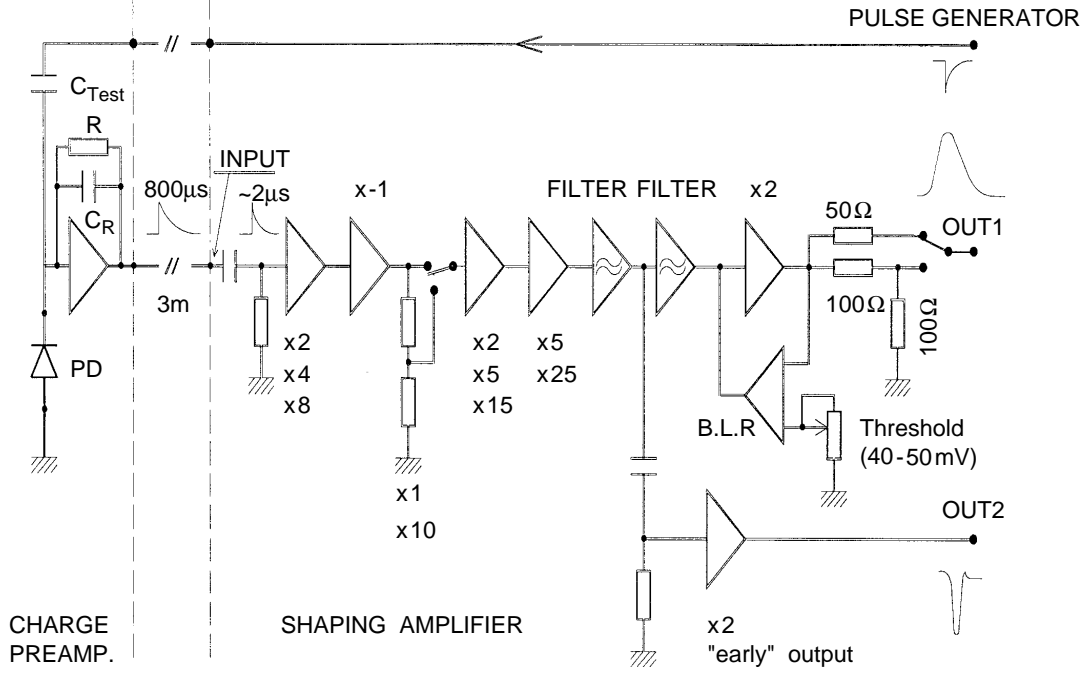 PULSE GENERATOR
C_Test
R
C_R
800µs
INPUT
~2µs
x-1
FILTER FILTER
x2
50Ω
OUT1
100Ω
100Ω
3m
PD
x2
x4
x8
x2
x5
x15
x5
x25
B.L.R
Threshold
(40-50mV)
x1
x10
OUT2
CHARGE
PREAMP.
SHAPING AMPLIFIER
x2
"early" output